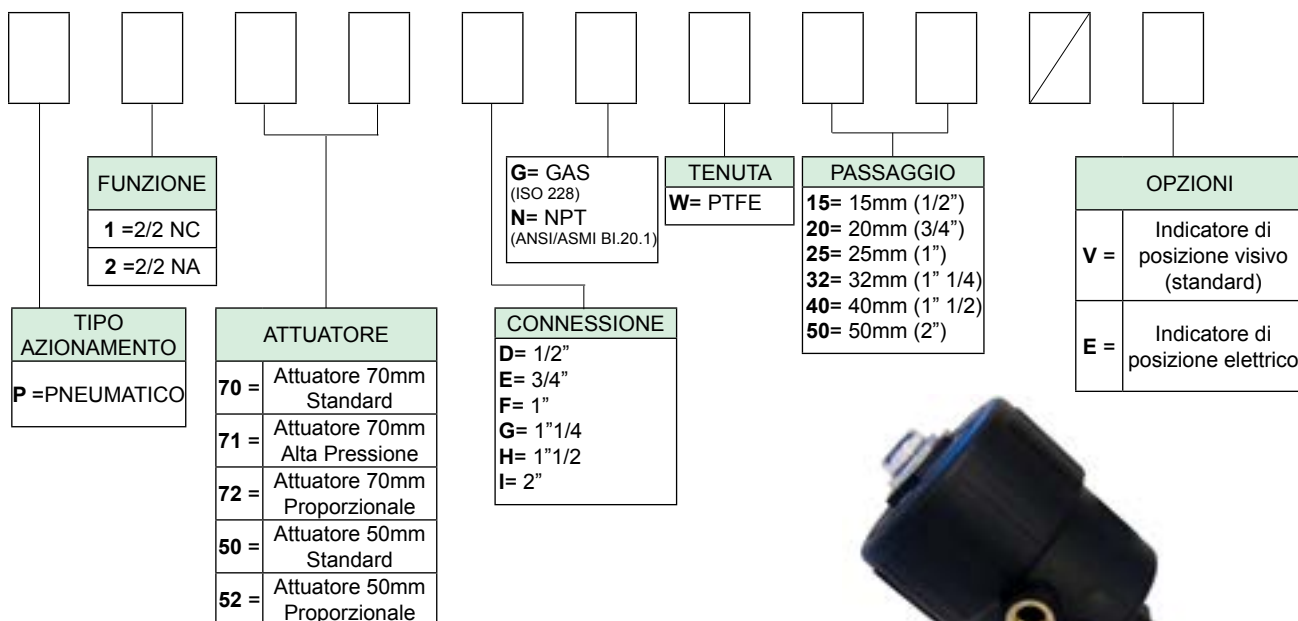 FUNZIONE
1 =2/2 NC
2 =2/2 NA
TIPO
AZIONAMENTO
P =PNEUMATICO
ATTUATORE
70 = Attuatore 70mm
Standard
71 = Attuatore 70mm
Alta Pressione
72 = Attuatore 70mm
Proporzionale
50 = Attuatore 50mm
Standard
52 = Attuatore 50mm
Proporzionale
G= GAS
(ISO 228)
N= NPT
(ANSI/ASMI BI.20.1)
CONNESSIONE
D= 1/2”
E= 3/4”
F= 1”
G= 1”1/4
H= 1”1/2
I= 2”
TENUTA
W= PTFE
PASSAGGIO
15= 15mm (1/2”)
20= 20mm (3/4”)
25= 25mm (1”)
32= 32mm (1” 1/4)
40= 40mm (1” 1/2)
50= 50mm (2”)
OPZIONI
V = Indicatore di
posizione visivo
(standard)
E = Indicatore di
posizione elettrico